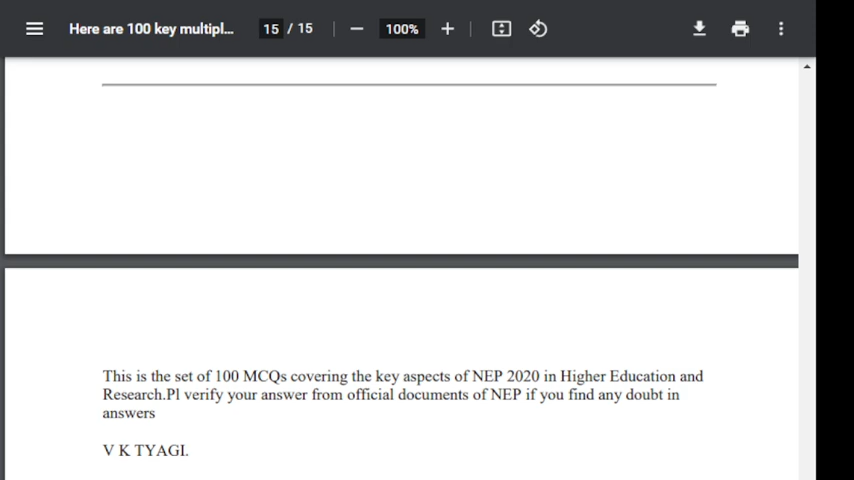 Here are 100 key multipl... 15 / 15 100%
This is the set of 100 MCQs covering the key aspects of NEP 2020 in Higher Education and
Research.Pl verify your answer from official documents of NEP if you find any doubt in
answers
V K TYAGI.